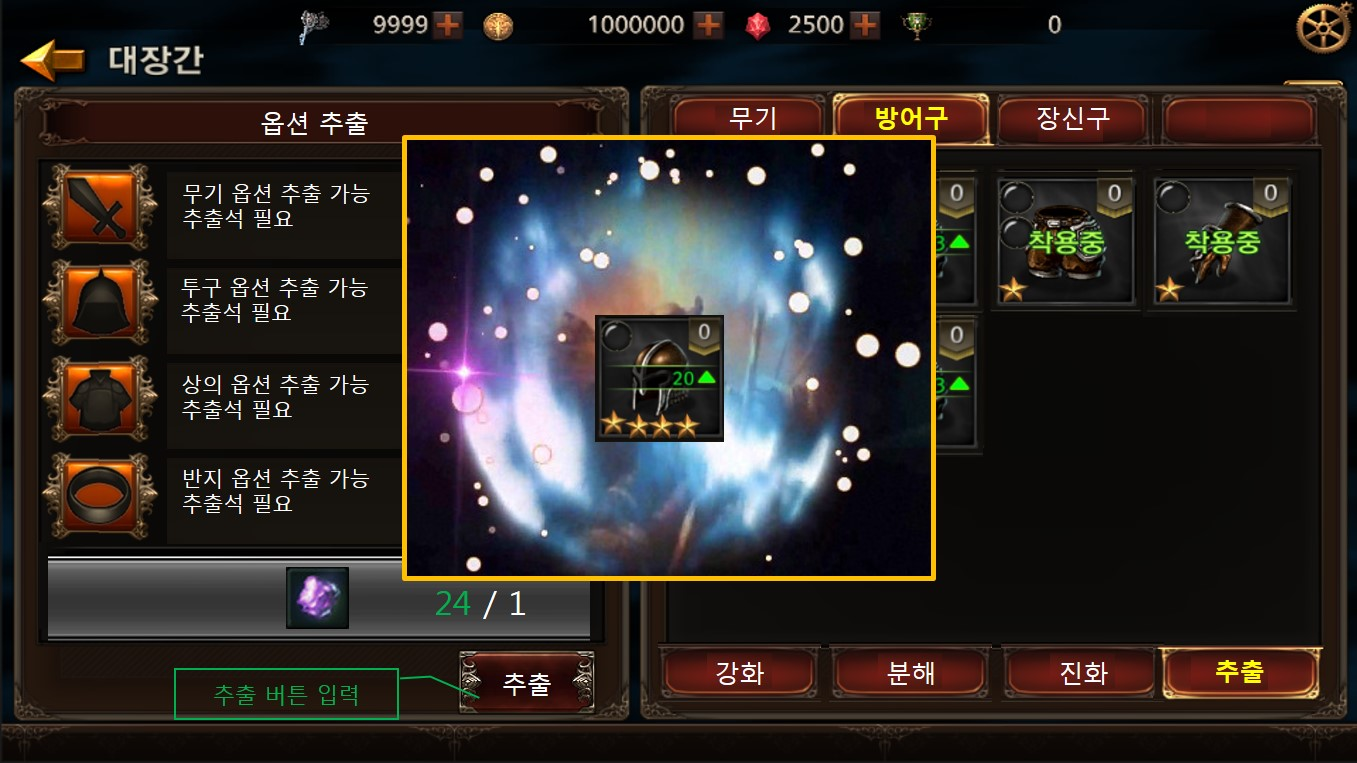 9999 1000000 2500 0
대장간
옵션 추출
무기 방어구 장신구
무기 옵션 추출 가능
추출석 필요
투구 옵션 추출 가능
추출석 필요
상의 옵션 추출 가능
추출석 필요
반지 옵션 추출 가능
추출석 필요
24 / 1
추출
추출 버튼 입력
0
20
0
3
0
착용중
0
착용중
0
3
강화 분해 진화 추출